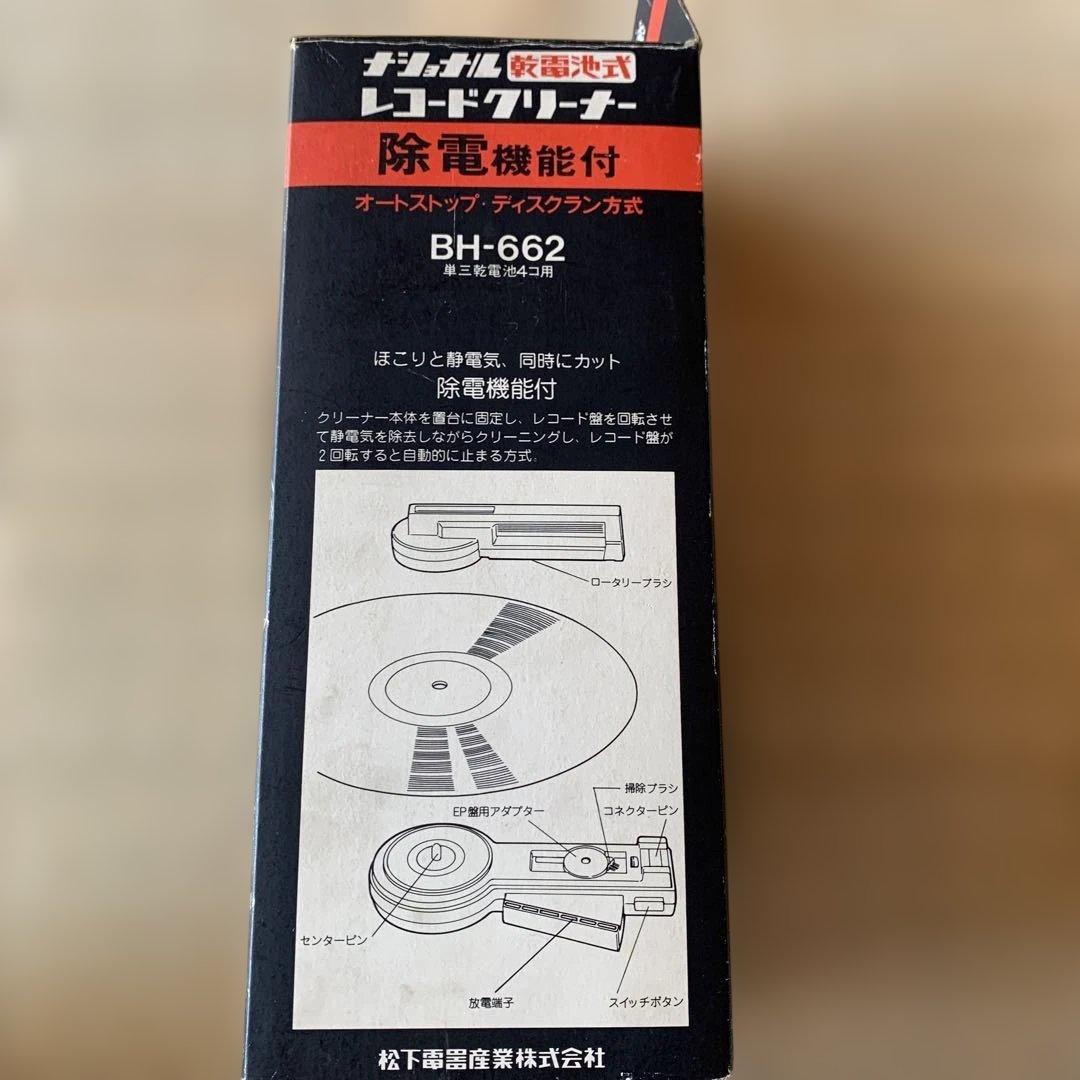 ナショナル 乾電池式
レコードクリーナー
除電機能付
オートストップ・ディスクラン方式
BH-662
単三乾電池4コ用
ほこりと静電気、同時にカット
除電機能付
クリーナー本体を置台に固定し、レコード盤を回転させ
て静電気を除去しながらクリーニングし、レコード盤が
2回転すると自動的に止まる方式。
ロータリーブラシ
掃除ブラシ
EP盤用アダプター
コネクターピン
センターピン
放電端子
スイッチボタン
松下電器産業株式会社